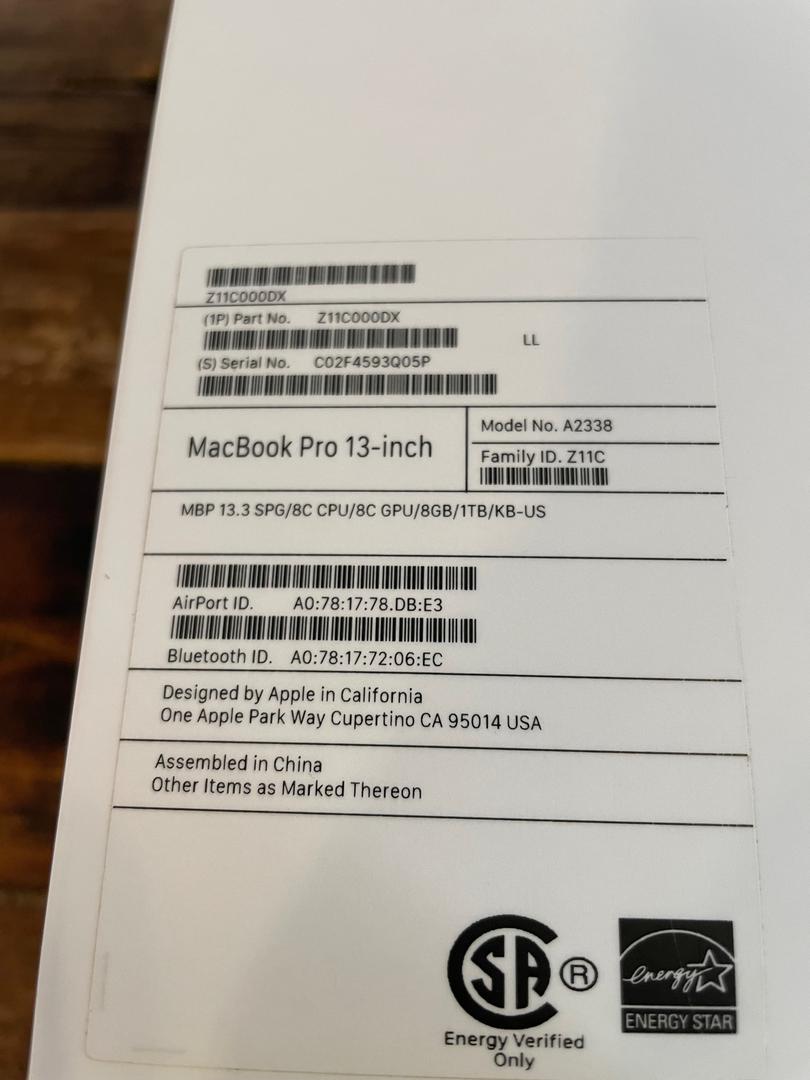 Z11C000DX
(1P) Part No. Z11C000DX
LL
(S) Serial No. C02F4593Q05P
MacBook Pro 13-inch
Model No. A2338
Family ID. Z11C
MBP 13.3 SPG/8C CPU/8C GPU/8GB/1TB/KB-US
AirPort ID. A0:78:17:78.DB:E3
Bluetooth ID. A0:78:17:72:06:EC
Designed by Apple in California
One Apple Park Way Cupertino CA 95014 USA
Assembled in China
Other Items as Marked Thereon
SA ®
Energy Verified
Only
energy
ENERGY STAR